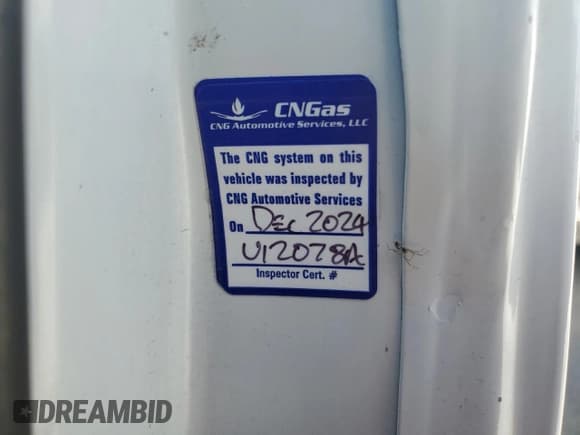 CNGas
CNG Automotive Services, LLC
The CNG system on this
vehicle was inspected by
CNG Automotive Services
On Dec 2024
U12028A
Inspector Cert. #
#DREAMBID